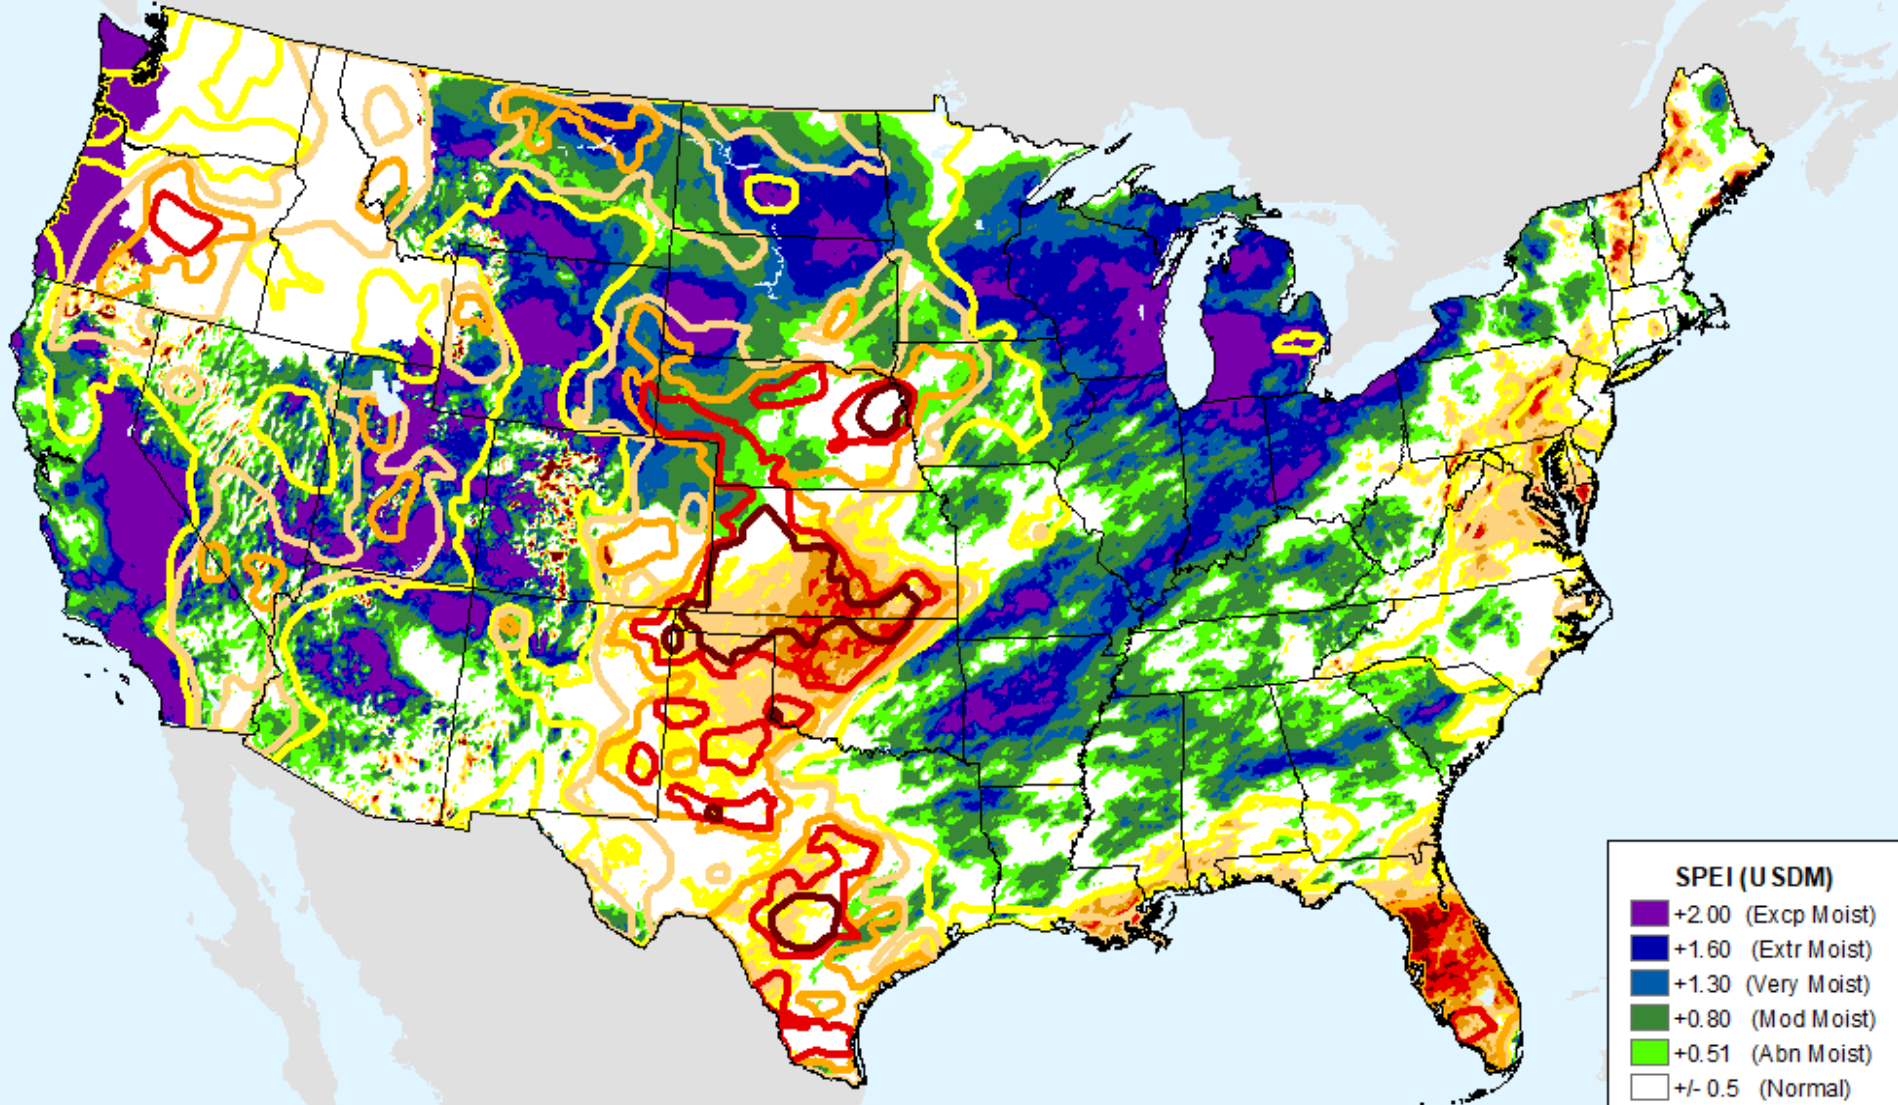 SPEI (USDM)
+2.00 (Excp Moist)
+1.60 (Extr Moist)
+1.30 (Very Moist)
+0.80 (Mod Moist)
+0.51 (Abn Moist)
+/- 0.5 (Normal)